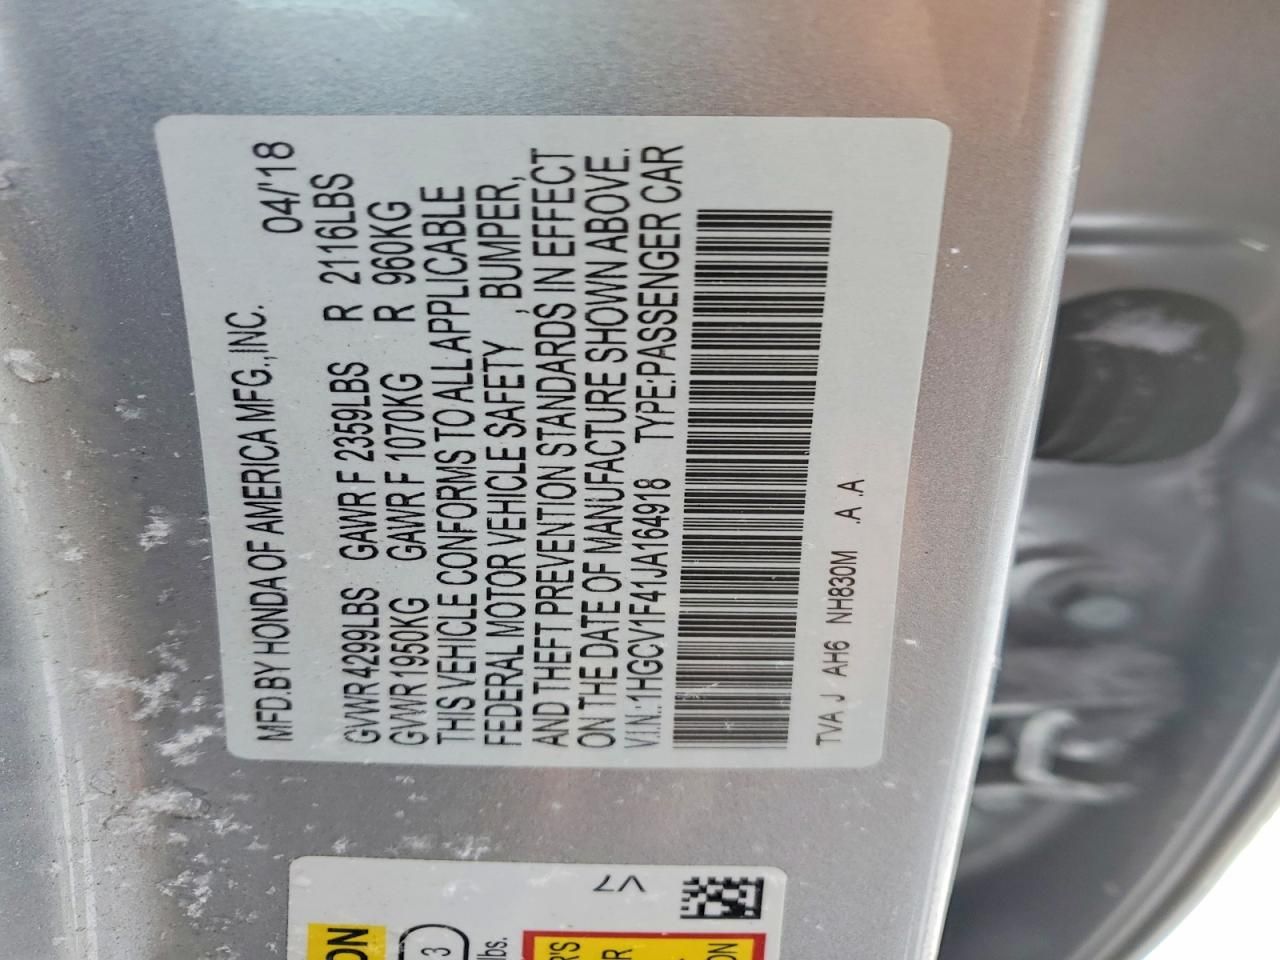 MFD.BY HONDA OF AMERICA MFG.,INC. 04/'18
GVWR4299LBS GAWR F 2359LBS R 2116LBS
GVWR1950KG GAWR F 1070KG R 960KG
THIS VEHICLE CONFORMS TO ALL APPLICABLE
FEDERAL MOTOR VEHICLE SAFETY , BUMPER,
AND THEFT PREVENTION STANDARDS IN EFFECT
ON THE DATE OF MANUFACTURE SHOWN ABOVE.
V.I.N.:1HGCV1F41JA164918 TYPE:PASSENGER CAR
TVA J AH6 NH830M .A .A
V7
3
lbs.